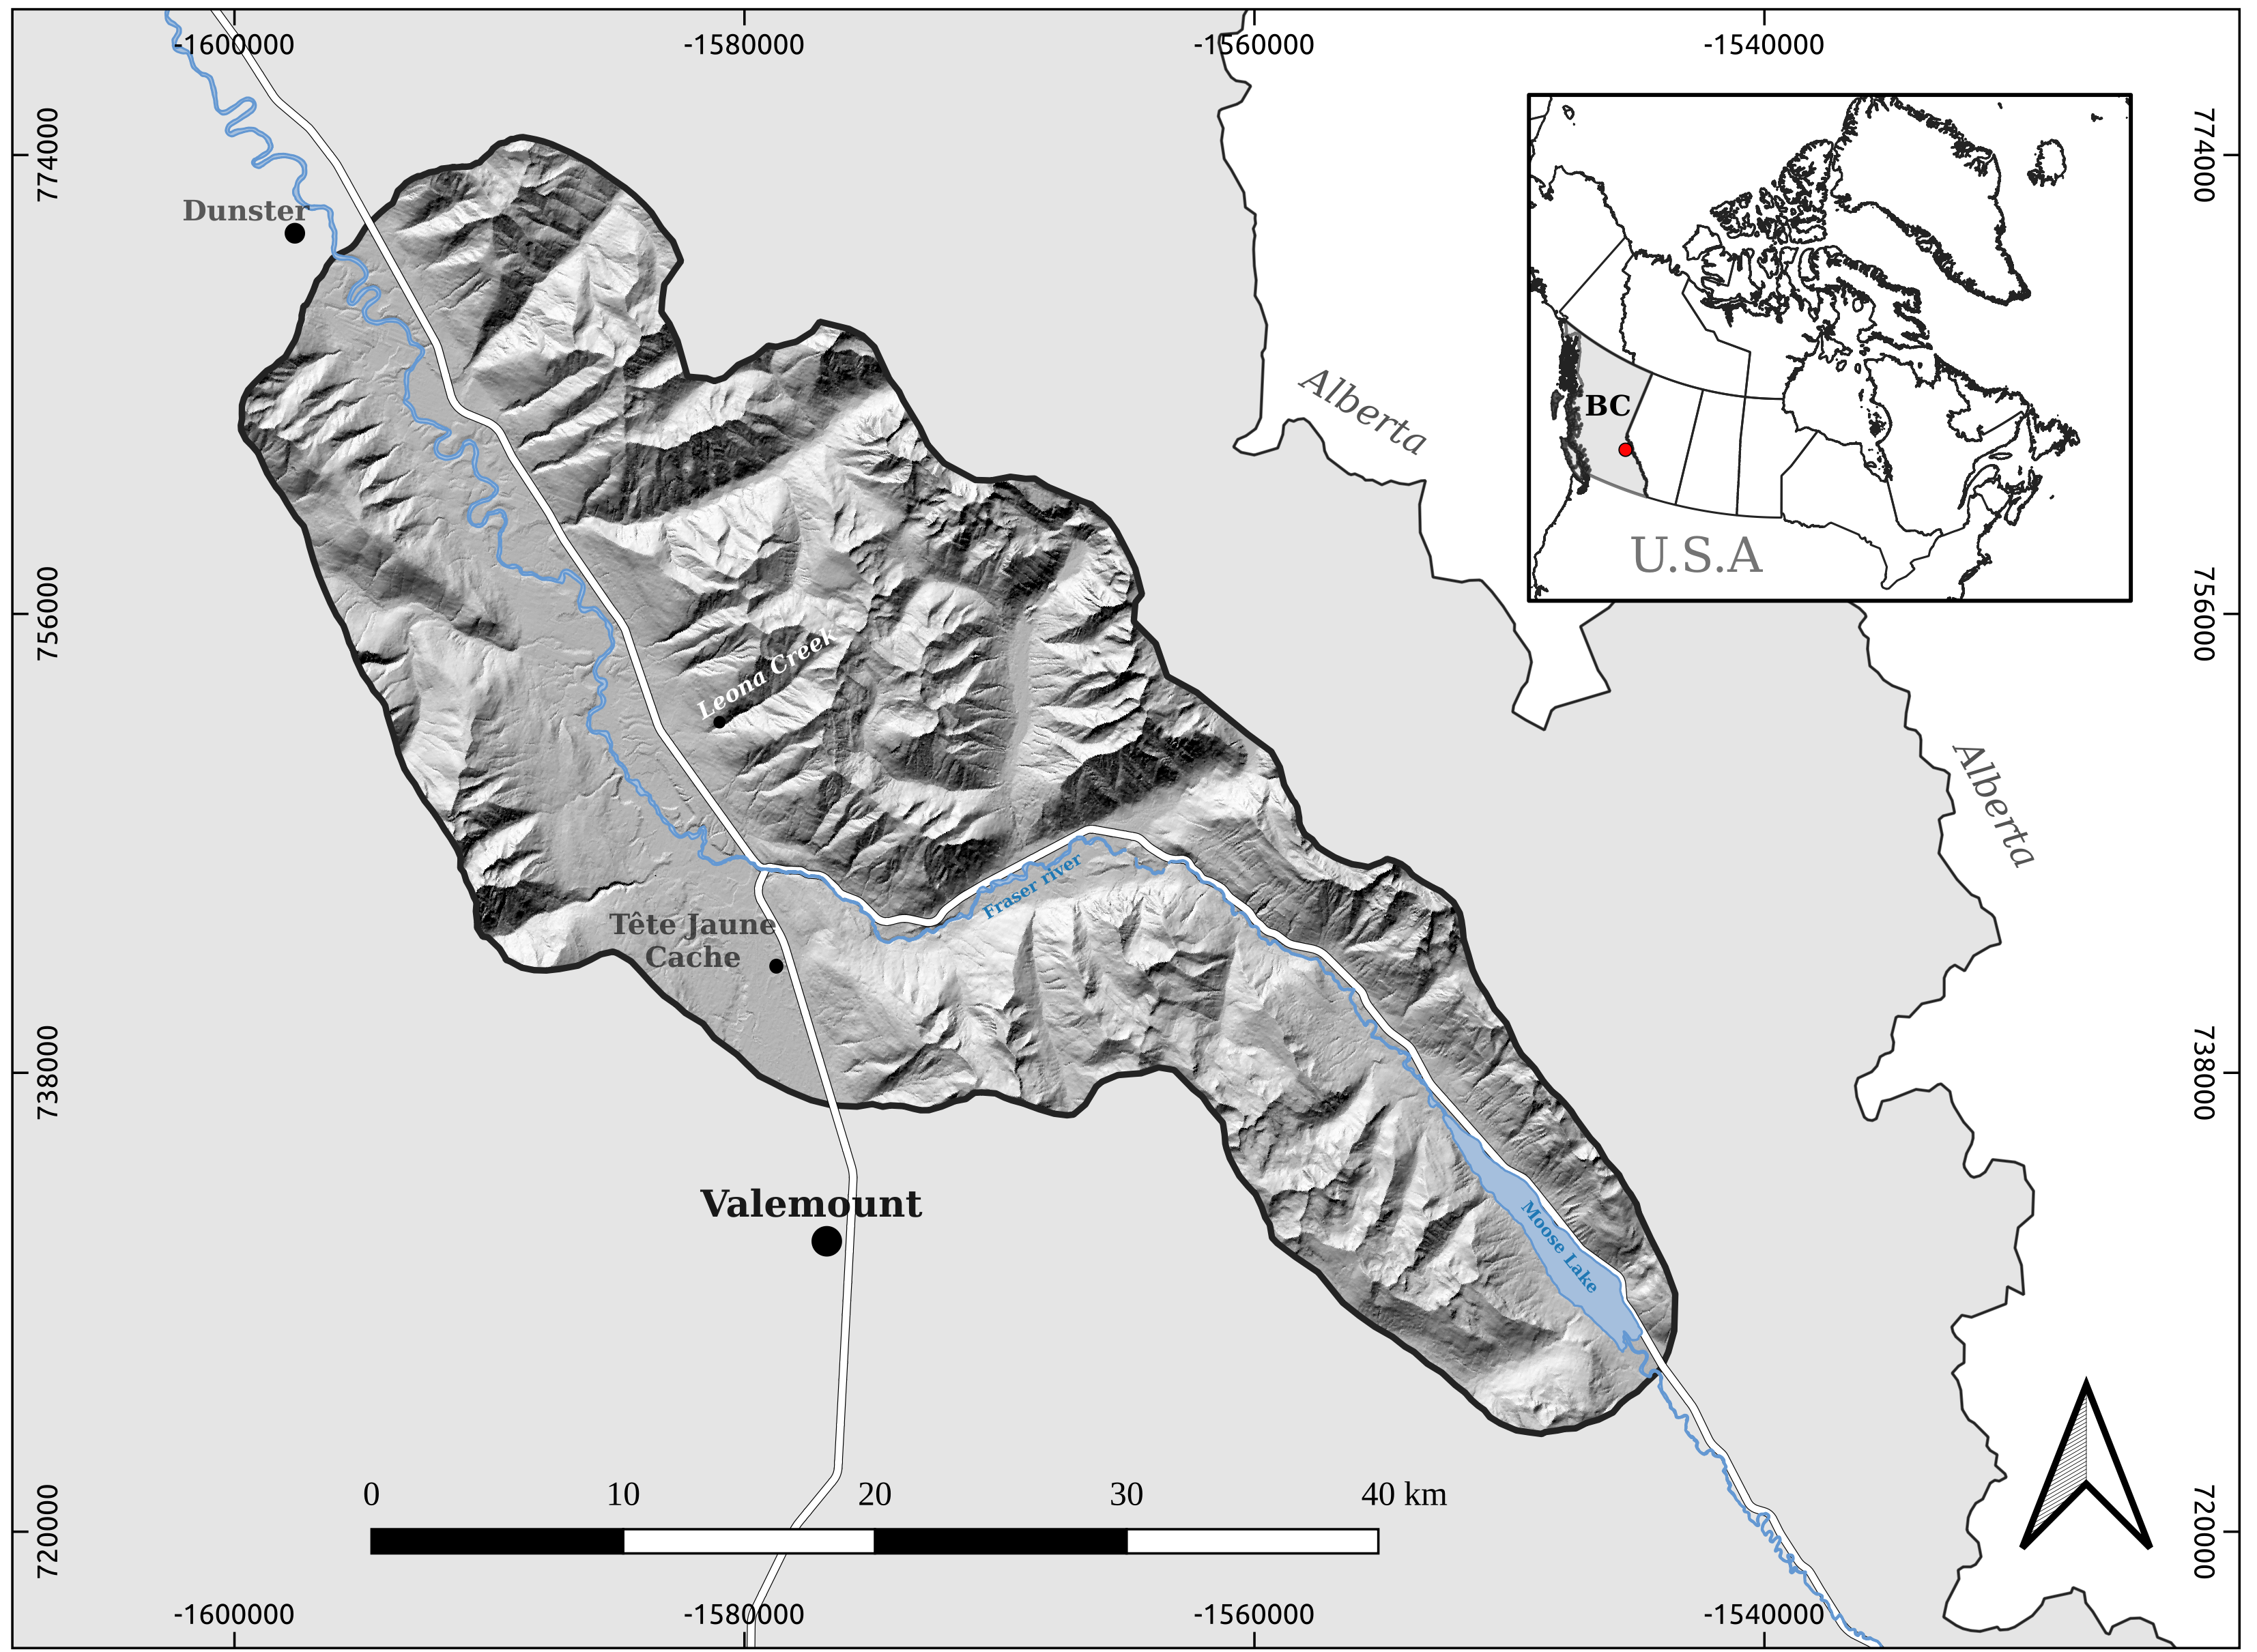 -1600000 -1580000 -1560000 -1540000
774000 774000
Dunster
Alberta
BC
U.S.A
756000 756000
Leona Creek
Alberta
Fraser river
Tête Jaune
Cache
738000 738000
Valemount
Moose Lake
0 10 20 30 40 km
720000 720000
-1600000 -1580000 -1560000 -1540000